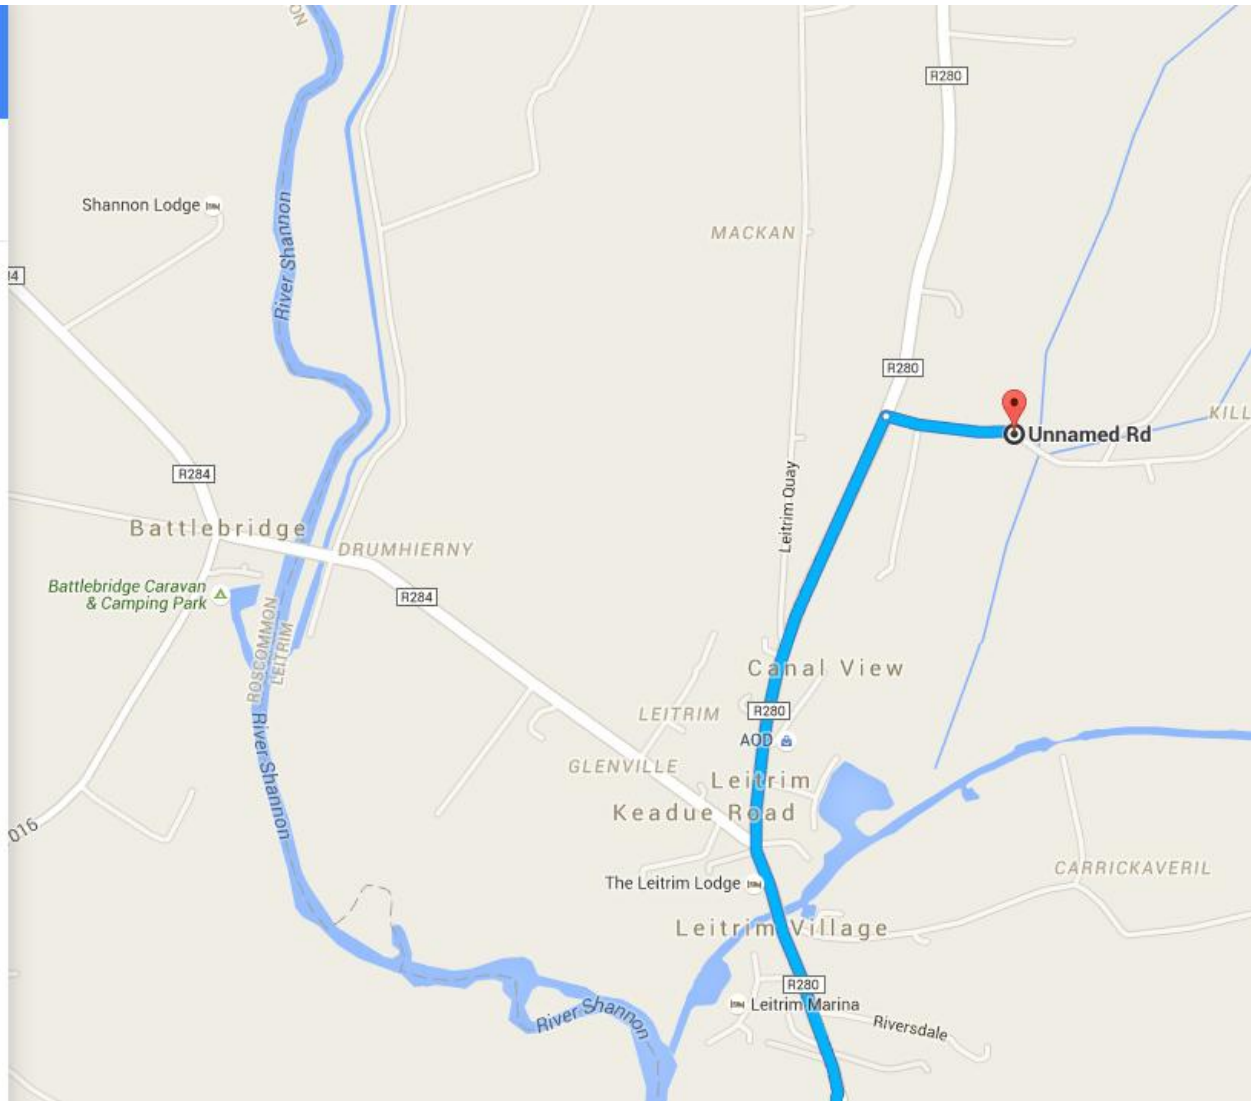 ON
R280
Shannon Lodge
River Shannon
MACKAN
R280
KILL
Unnamed Rd
Leitrim Quay
R284
Battlebridge
DRUMHIERNY
Battlebridge Caravan
& Camping Park
R284
ROSCOMMON
LEITRIM
Canal View
LEITRIM
R280
AOD
GLENVILLE
Leitrim
Keadue Road
River Shannon
016
CARRICKAVERIL
The Leitrim Lodge
Leitrim Village
R280
Leitrim Marina
River Shannon
Riversdale